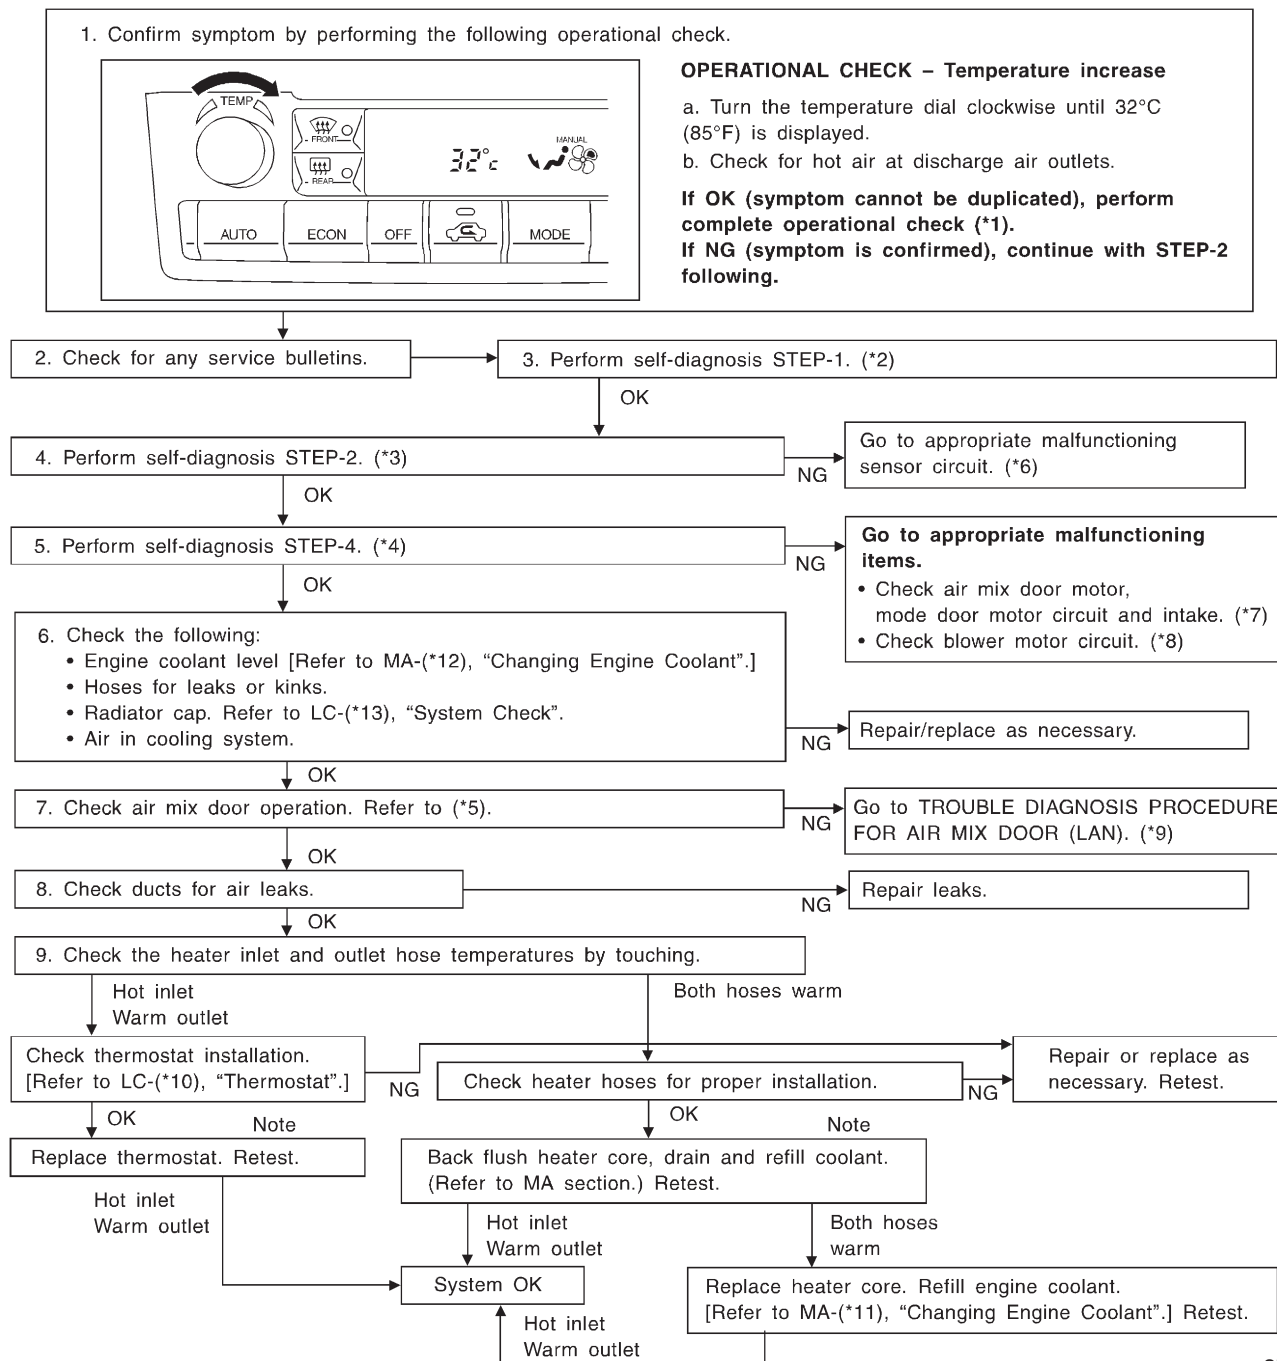 1. Confirm symptom by performing the following operational check.
TEMP
FRONT
REAR
32°c
MANUAL
AUTO
ECON
OFF
MODE
OPERATIONAL CHECK – Temperature increase
a. Turn the temperature dial clockwise until 32°C
(85°F) is displayed.
b. Check for hot air at discharge air outlets.
If OK (symptom cannot be duplicated), perform
complete operational check (*1).
If NG (symptom is confirmed), continue with STEP-2
following.
2. Check for any service bulletins.
3. Perform self-diagnosis STEP-1. (*2)
OK
4. Perform self-diagnosis STEP-2. (*3)
NG
Go to appropriate malfunctioning
sensor circuit. (*6)
OK
5. Perform self-diagnosis STEP-4. (*4)
NG
Go to appropriate malfunctioning
items.
• Check air mix door motor,
mode door motor circuit and intake. (*7)
• Check blower motor circuit. (*8)
OK
6. Check the following:
• Engine coolant level [Refer to MA-(*12), “Changing Engine Coolant”.]
• Hoses for leaks or kinks.
• Radiator cap. Refer to LC-(*13), “System Check”.
• Air in cooling system.
NG
Repair/replace as necessary.
OK
7. Check air mix door operation. Refer to (*5).
NG
Go to TROUBLE DIAGNOSIS PROCEDURE
FOR AIR MIX DOOR (LAN). (*9)
OK
8. Check ducts for air leaks.
NG
Repair leaks.
OK
9. Check the heater inlet and outlet hose temperatures by touching.
Hot inlet
Warm outlet
Both hoses warm
Check thermostat installation.
[Refer to LC-(*10), “Thermostat”.]
NG
Check heater hoses for proper installation.
NG
Repair or replace as
necessary. Retest.
OK
Note
OK
Note
Replace thermostat. Retest.
Back flush heater core, drain and refill coolant.
(Refer to MA section.) Retest.
Hot inlet
Warm outlet
Hot inlet
Warm outlet
Both hoses
warm
System OK
Replace heater core. Refill engine coolant.
[Refer to MA-(*11), “Changing Engine Coolant”.] Retest.
Hot inlet
Warm outlet